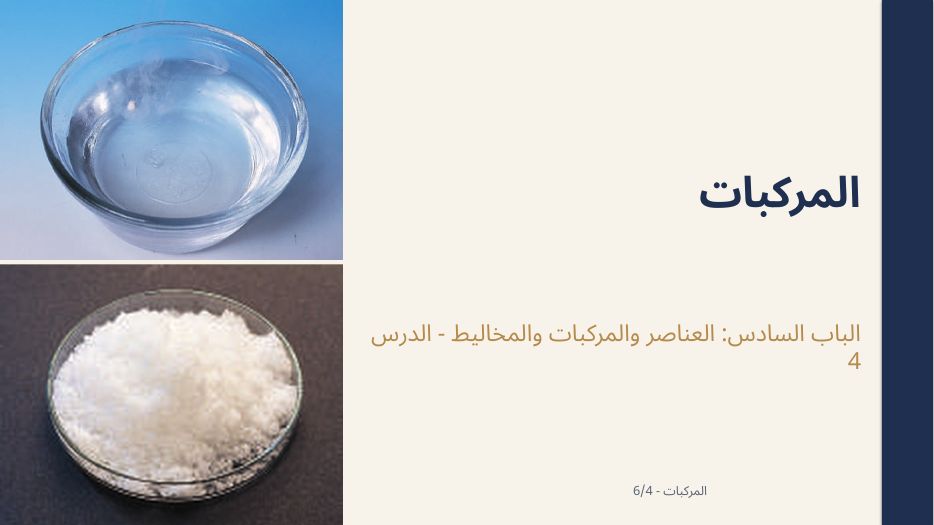 المركبات
الباب السادس: العناصر والمركبات والمخاليط - الدرس
4
المركبات - 6/4